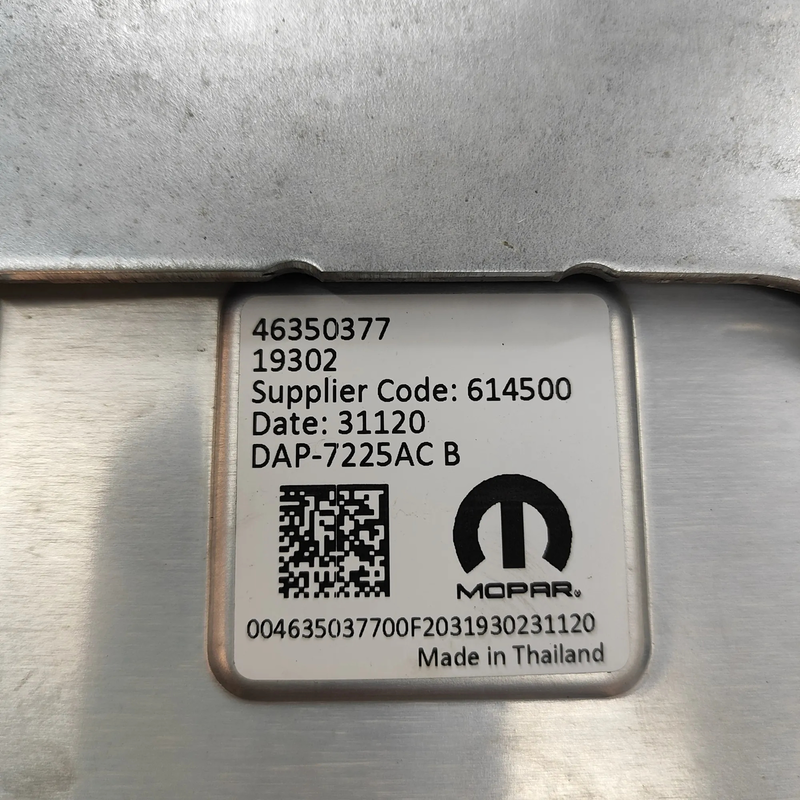 46350377
19302
Supplier Code: 614500
Date: 31120
DAP-7225AC B
MOPAR®
004635037700F2031930231120
Made in Thailand